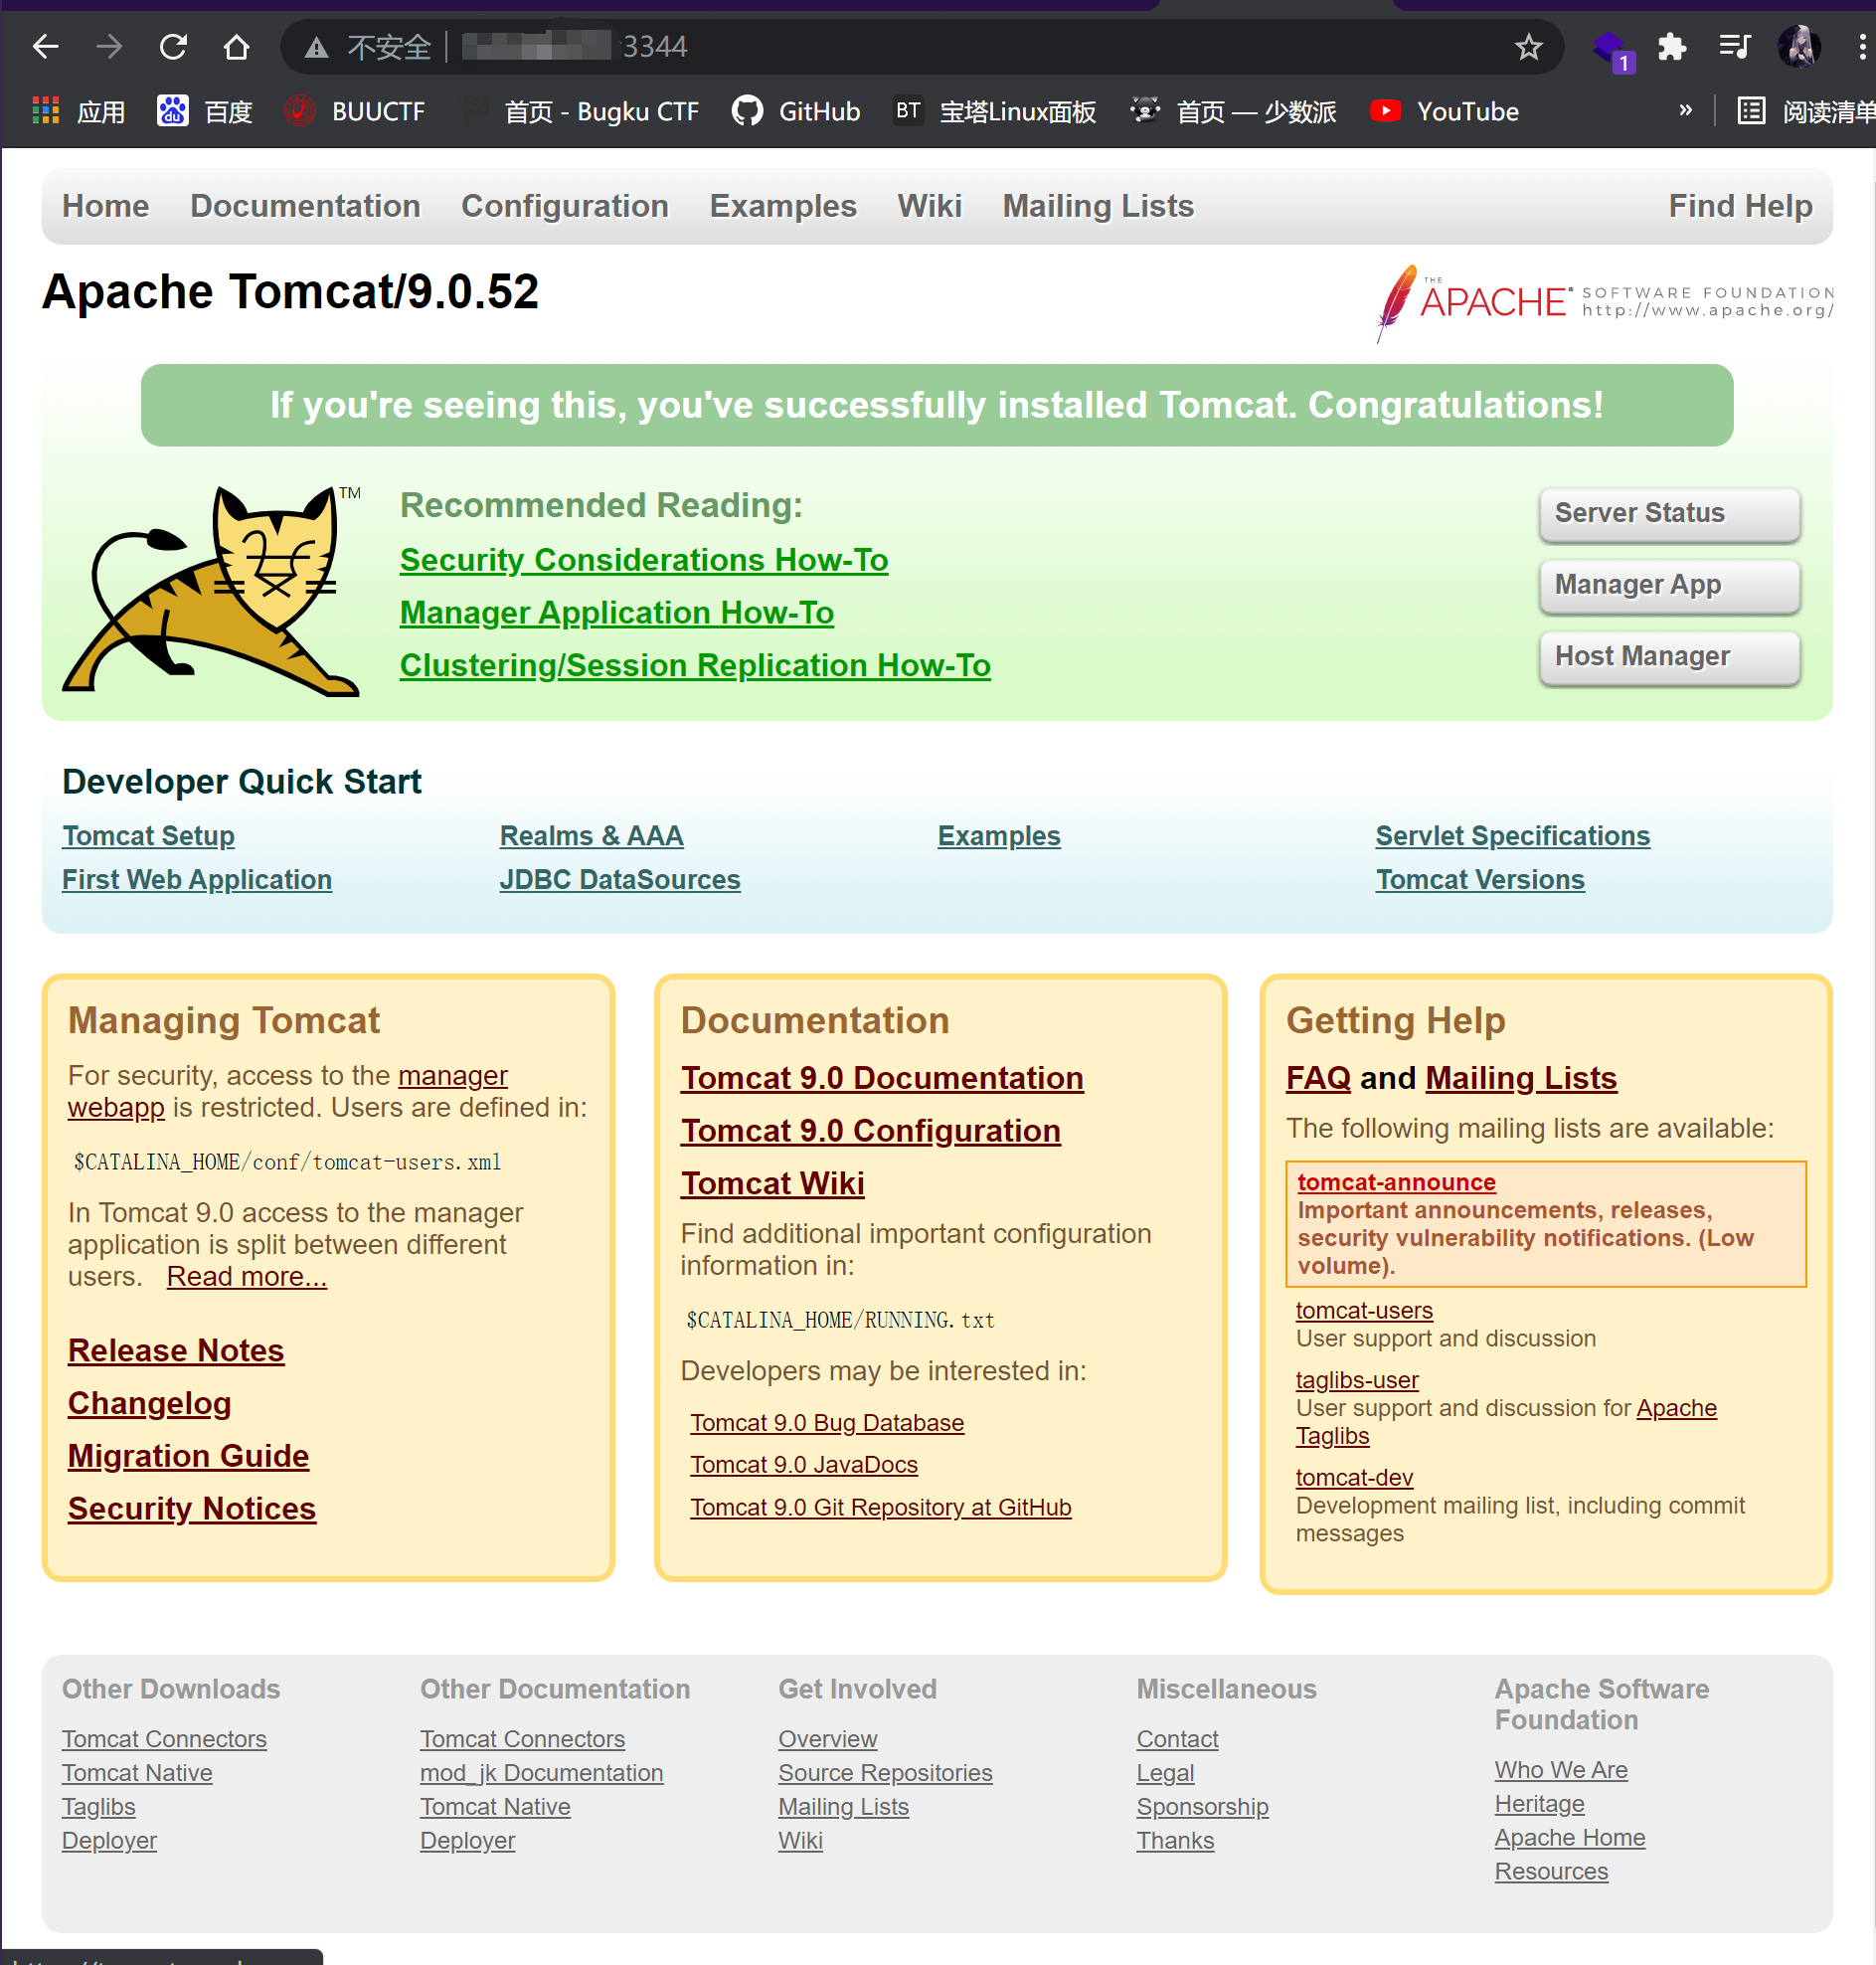 不安全 :3344
1
应用 百度 BUUCTF 首页 - Bugku CTF GitHub BT 宝塔Linux面板 首页 — 少数派 YouTube » 阅读清单
Home Documentation Configuration Examples Wiki Mailing Lists Find Help
Apache Tomcat/9.0.52
THE
APACHE® SOFTWARE FOUNDATION
http://www.apache.org/
If you're seeing this, you've successfully installed Tomcat. Congratulations!
TM
Recommended Reading:
Security Considerations How-To
Manager Application How-To
Clustering/Session Replication How-To
Server Status
Manager App
Host Manager
Developer Quick Start
Tomcat Setup
First Web Application
Realms & AAA
JDBC DataSources
Examples
Servlet Specifications
Tomcat Versions
Managing Tomcat
For security, access to the manager
webapp is restricted. Users are defined in:
$CATALINA_HOME/conf/tomcat-users.xml
In Tomcat 9.0 access to the manager
application is split between different
users. Read more...
Release Notes
Changelog
Migration Guide
Security Notices
Documentation
Tomcat 9.0 Documentation
Tomcat 9.0 Configuration
Tomcat Wiki
Find additional important configuration
information in:
$CATALINA_HOME/RUNNING.txt
Developers may be interested in:
Tomcat 9.0 Bug Database
Tomcat 9.0 JavaDocs
Tomcat 9.0 Git Repository at GitHub
Getting Help
FAQ and Mailing Lists
The following mailing lists are available:
tomcat-announce
Important announcements, releases,
security vulnerability notifications. (Low
volume).
tomcat-users
User support and discussion
taglibs-user
User support and discussion for Apache
Taglibs
tomcat-dev
Development mailing list, including commit
messages
Other Downloads
Tomcat Connectors
Tomcat Native
Taglibs
Deployer
Other Documentation
Tomcat Connectors
mod_jk Documentation
Tomcat Native
Deployer
Get Involved
Overview
Source Repositories
Mailing Lists
Wiki
Miscellaneous
Contact
Legal
Sponsorship
Thanks
Apache Software
Foundation
Who We Are
Heritage
Apache Home
Resources